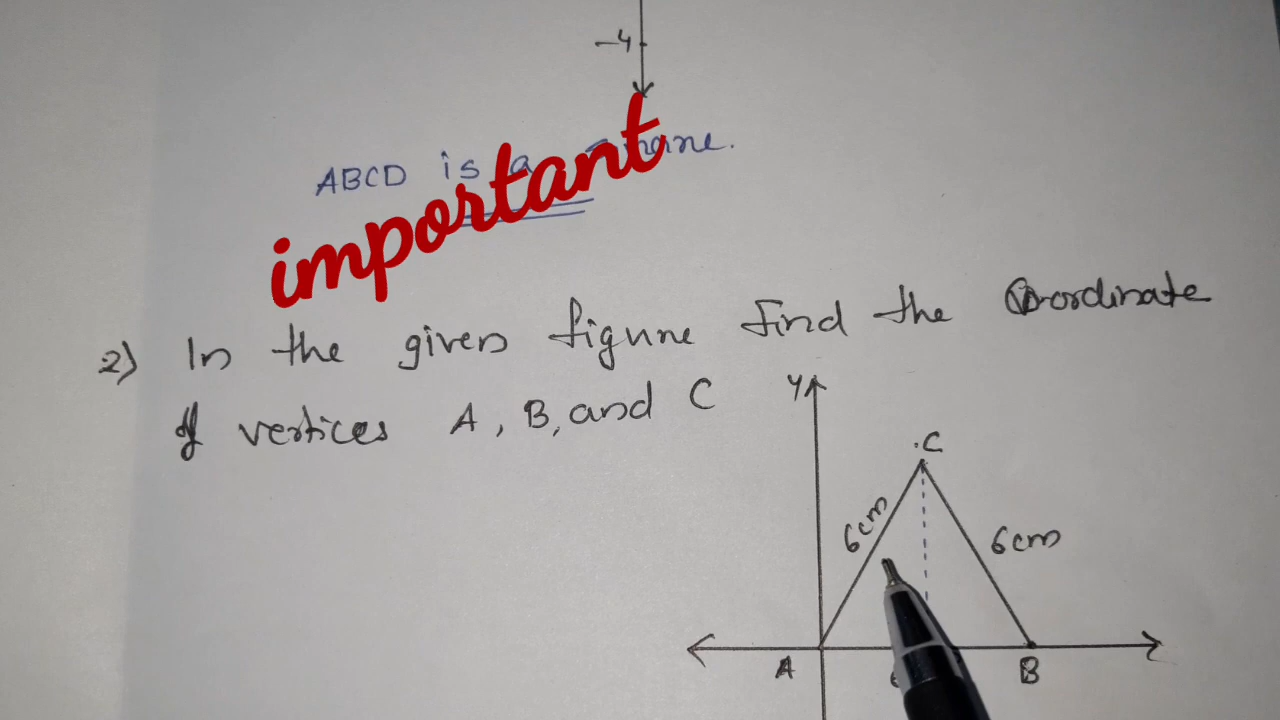 -4
ABCD is a
important
2) In the given figure find the Coordinate
of vertices A, B, and C
Y
C
6cm
6cm
A
B